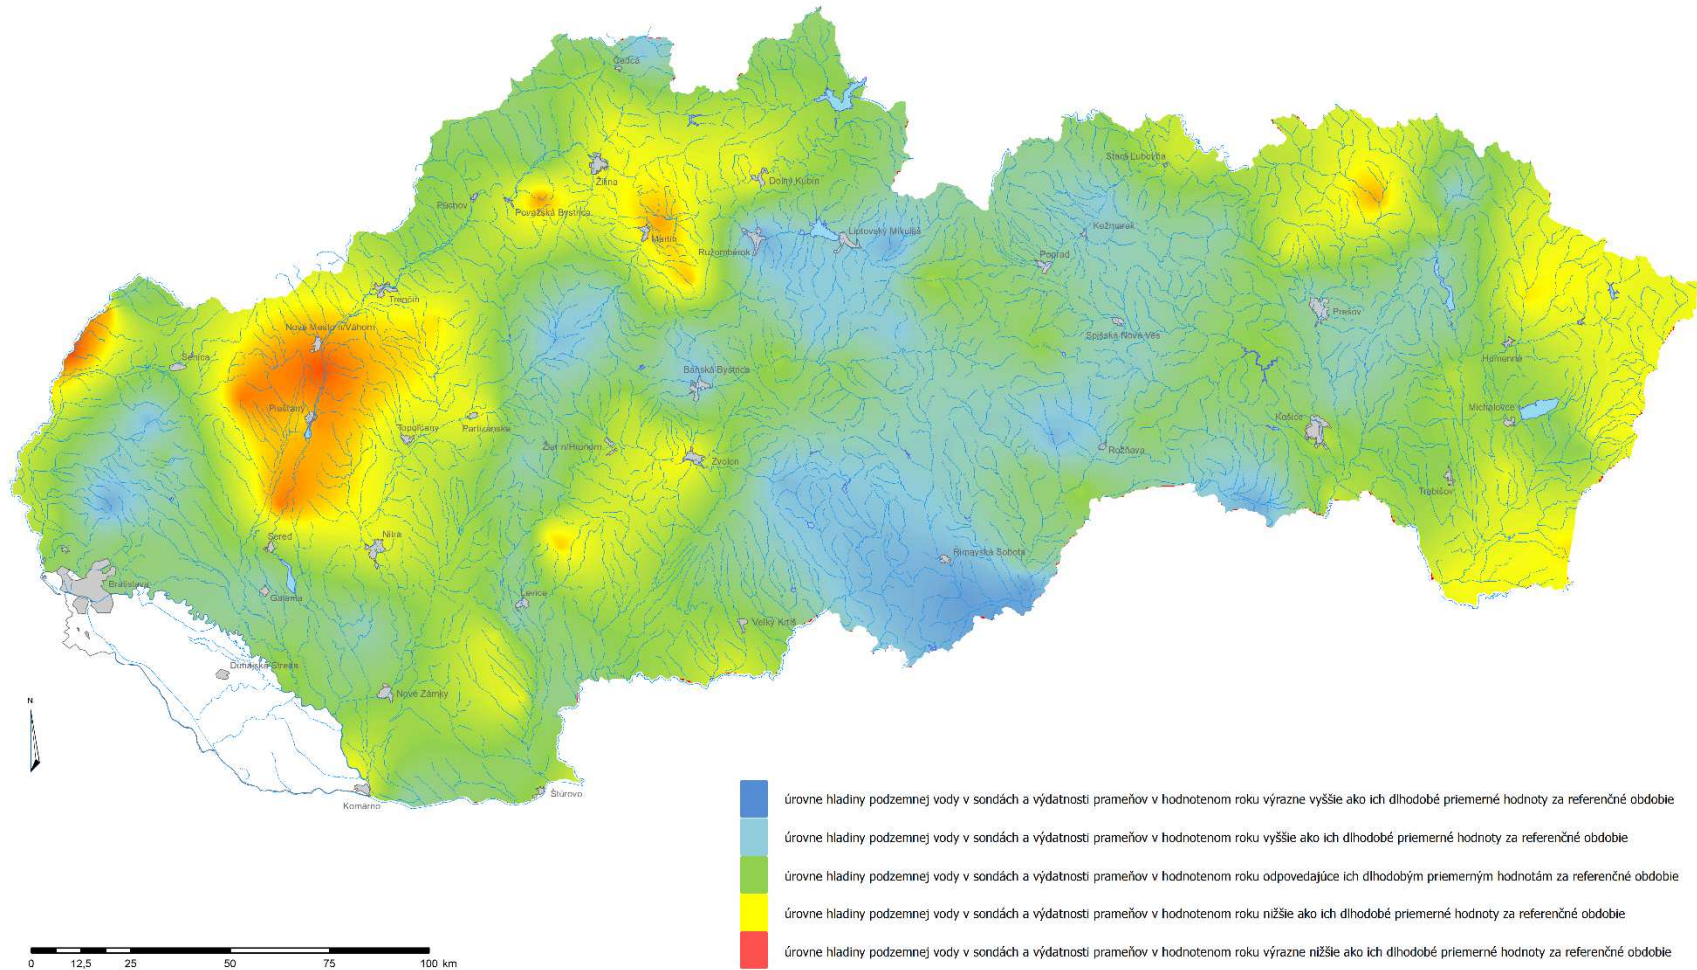 Čadca
Stará Ľubovňa
Žilina
Dolný Kubín
Púchov
Považská Bystrica
Martin
Ružomberok
Liptovský Mikuláš
Kežmarok
Poprad
Trenčín
Prešov
Nové Mesto n/Váhom
Spišská Nová Ves
Senica
Humenné
Banská Bystrica
Piešťany
Topoľčany
Partizánske
Michalovce
Košice
Žiar n/Hronom
Zvolen
Rožňava
Trebišov
Sereď
Nitra
Rimavská Sobota
Bratislava
Galanta
Levice
Veľký Krtíš
Dunajská Streda
Nové Zámky
N
Komárno
Štúrovo
úrovne hladiny podzemnej vody v sondách a výdatnosti prameňov v hodnotenom roku výrazne vyššie ako ich dlhodobé priemerné hodnoty za referenčné obdobie
úrovne hladiny podzemnej vody v sondách a výdatnosti prameňov v hodnotenom roku vyššie ako ich dlhodobé priemerné hodnoty za referenčné obdobie
úrovne hladiny podzemnej vody v sondách a výdatnosti prameňov v hodnotenom roku odpovedajúce ich dlhodobým priemerným hodnotám za referenčné obdobie
úrovne hladiny podzemnej vody v sondách a výdatnosti prameňov v hodnotenom roku nižšie ako ich dlhodobé priemerné hodnoty za referenčné obdobie
úrovne hladiny podzemnej vody v sondách a výdatnosti prameňov v hodnotenom roku výrazne nižšie ako ich dlhodobé priemerné hodnoty za referenčné obdobie
0 12,5 25 50 75 100 km